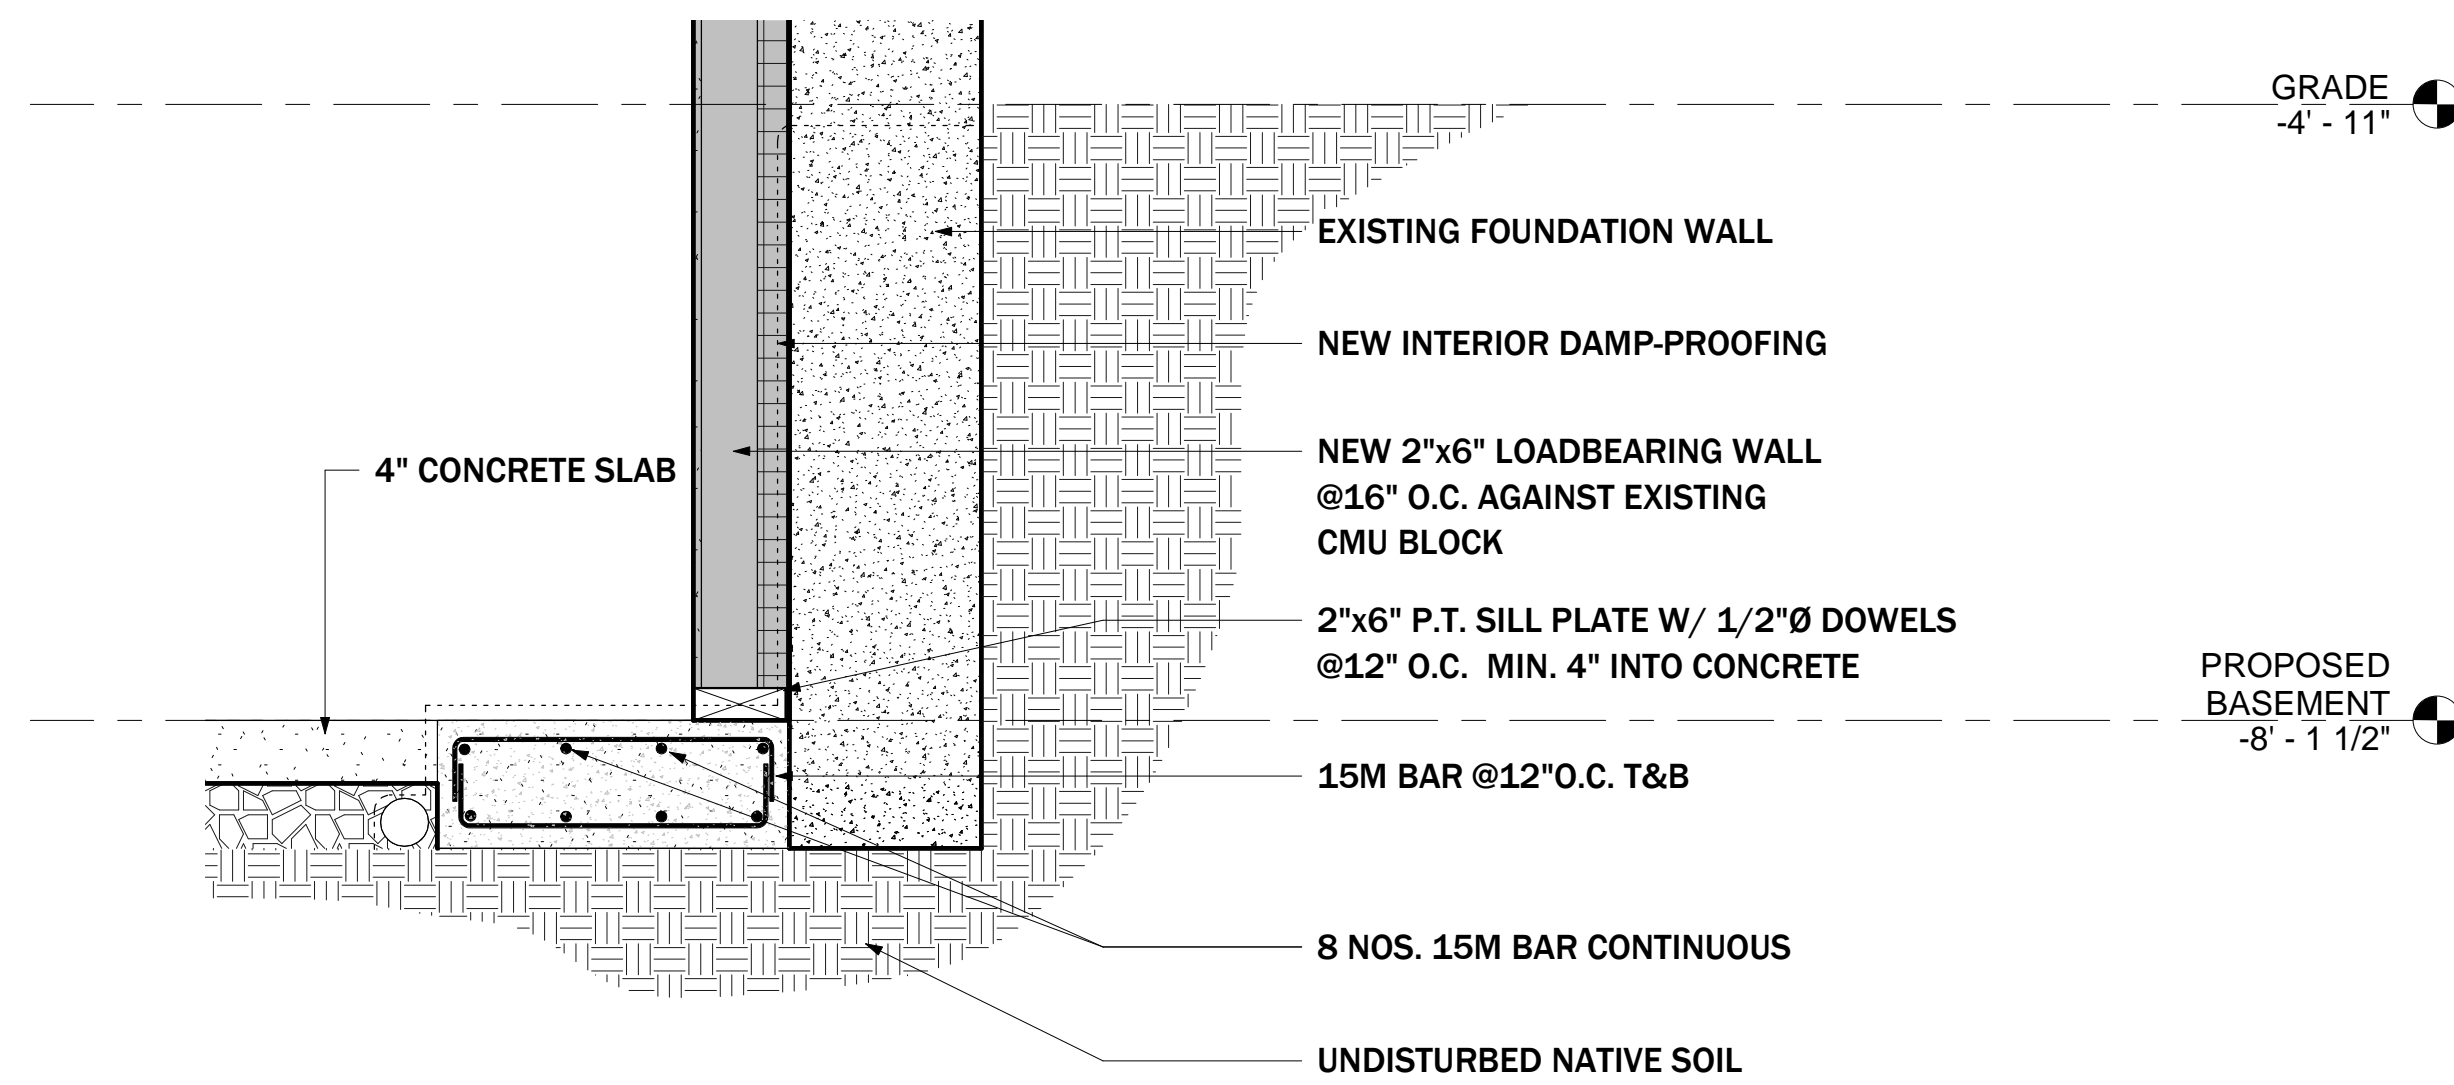 GRADE
-4' - 11"
EXISTING FOUNDATION WALL
NEW INTERIOR DAMP-PROOFING
4" CONCRETE SLAB
NEW 2"x6" LOADBEARING WALL
@16" O.C. AGAINST EXISTING
CMU BLOCK
2"x6" P.T. SILL PLATE W/ 1/2"Ø DOWELS
@12" O.C.  MIN. 4" INTO CONCRETE
PROPOSED
BASEMENT
-8' - 1 1/2"
15M BAR @12"O.C. T&B
8 NOS. 15M BAR CONTINUOUS
UNDISTURBED NATIVE SOIL